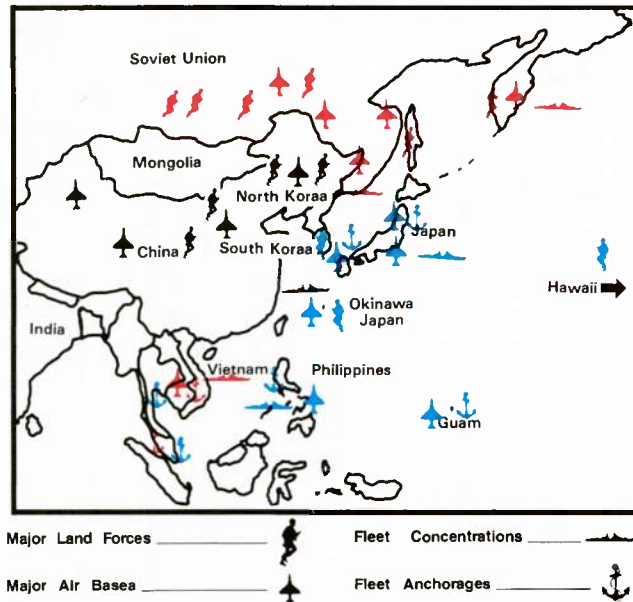 Soviet Union
Mongolia
North Koraa
China
South Koraa
Japan
Hawaii
Okinawa
Japan
India
Vietnam
Philippines
Guam
Major Land Forces
Fleet Concentrations
Major Air Basea
Fleet Anchorages